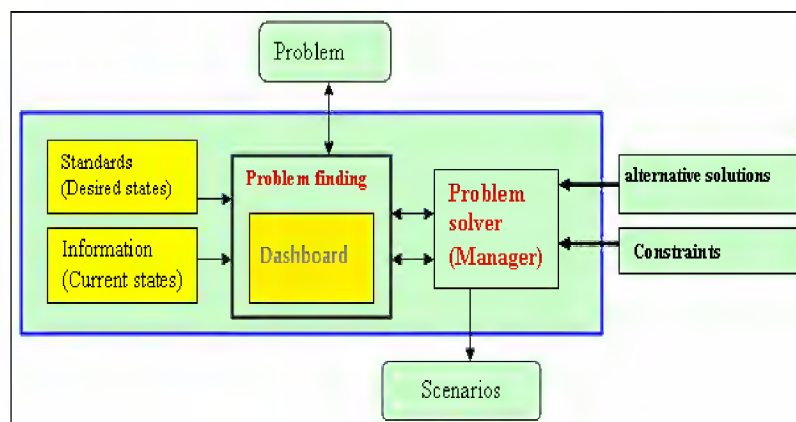 Problem
Standards
(Desired states)
Problem finding
Dashboard
Information
(Current states)
Problem
solver
(Manager)
alternative solutions
Constraints
Scenarios